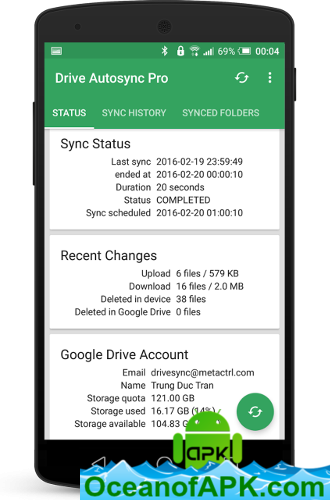 69% 00:04
Drive Autosync Pro
STATUS SYNC HISTORY SYNCED FOLDERS
Sync Status
Last sync 2016-02-19 23:59:49
ended at 2016-02-20 00:00:10
Duration 20 seconds
Status COMPLETED
Sync scheduled 2016-02-20 01:00:10
Recent Changes
Upload 6 files / 579 KB
Download 16 files / 2.0 MB
Deleted in device 38 files
Deleted in Google Drive 0 files
Google Drive Account
Email drivesync@metactrl.com
Name Trung Duc Tran
Storage quota 121.00 GB
Storage used 16.17 GB (14%)
Storage available 104.83 G
apk!
OceanofAPK.com